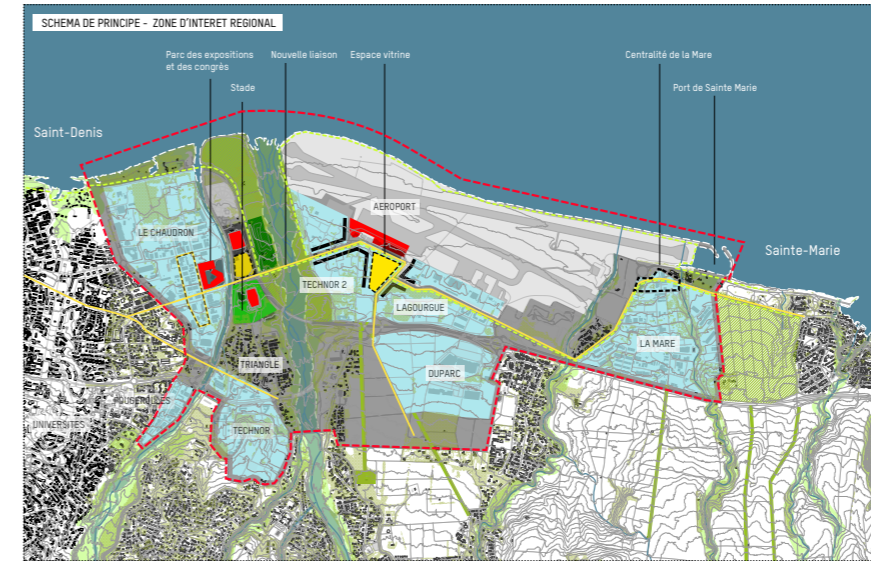 SCHEMA DE PRINCIPE - ZONE D'INTERET REGIONAL
Parc des expositions
et des congrès
Nouvelle liaison
Espace vitrine
Centralité de la Mare
Stade
Port de Sainte Marie
Saint-Denis
Sainte-Marie
AEROPORT
LE CHAUDRON
TECHNOR 2
LAGOURGUE
LA MARE
TRIANGLE
DUPARC
UNIVERSITES
TECHNOR